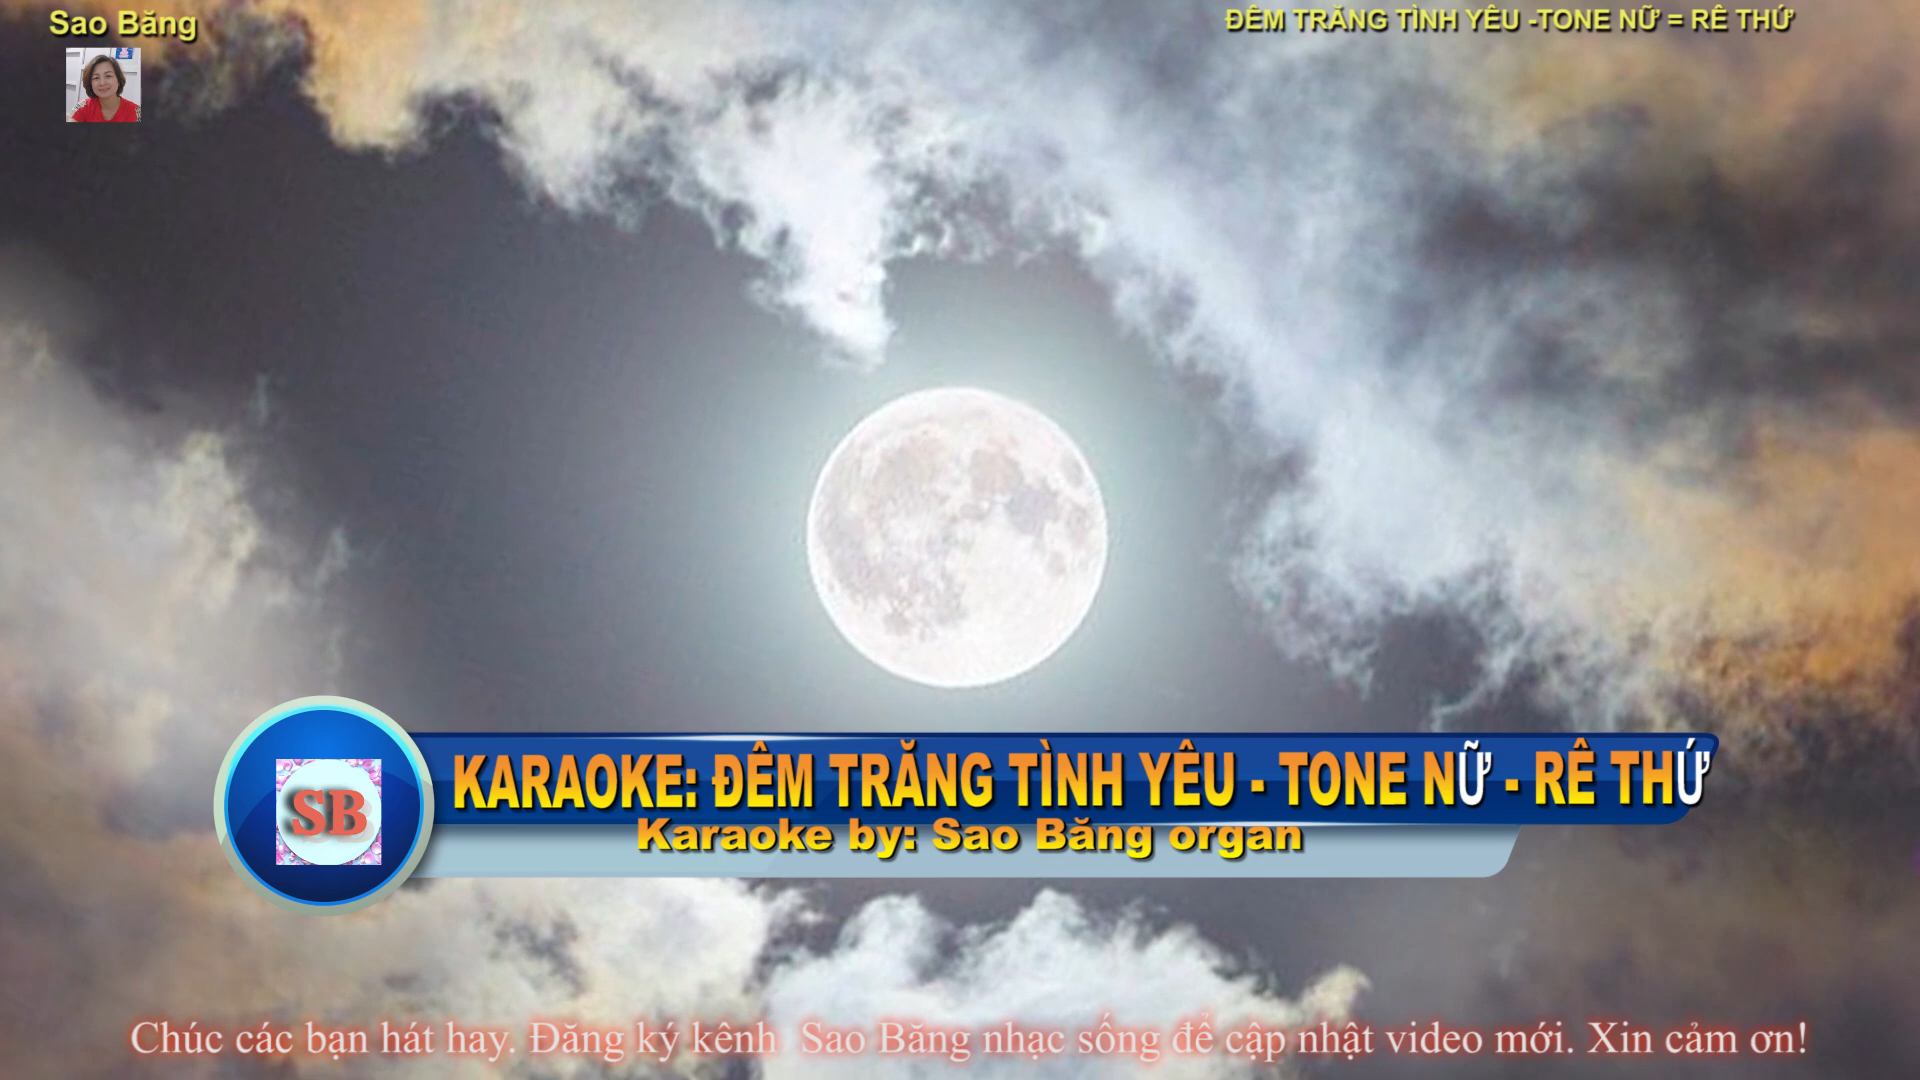 Sao Băng
ĐÊM TRĂNG TÌNH YÊU -TONE NỮ = RÊ THỨ
KARAOKE: ĐÊM TRĂNG TÌNH YÊU - TONE NỮ - RÊ THỨ
SB
Karaoke by: Sao Băng organ
Chúc các bạn hát hay. Đăng ký kênh Sao Băng nhạc sống để cập nhật video mới. Xin cảm ơn!